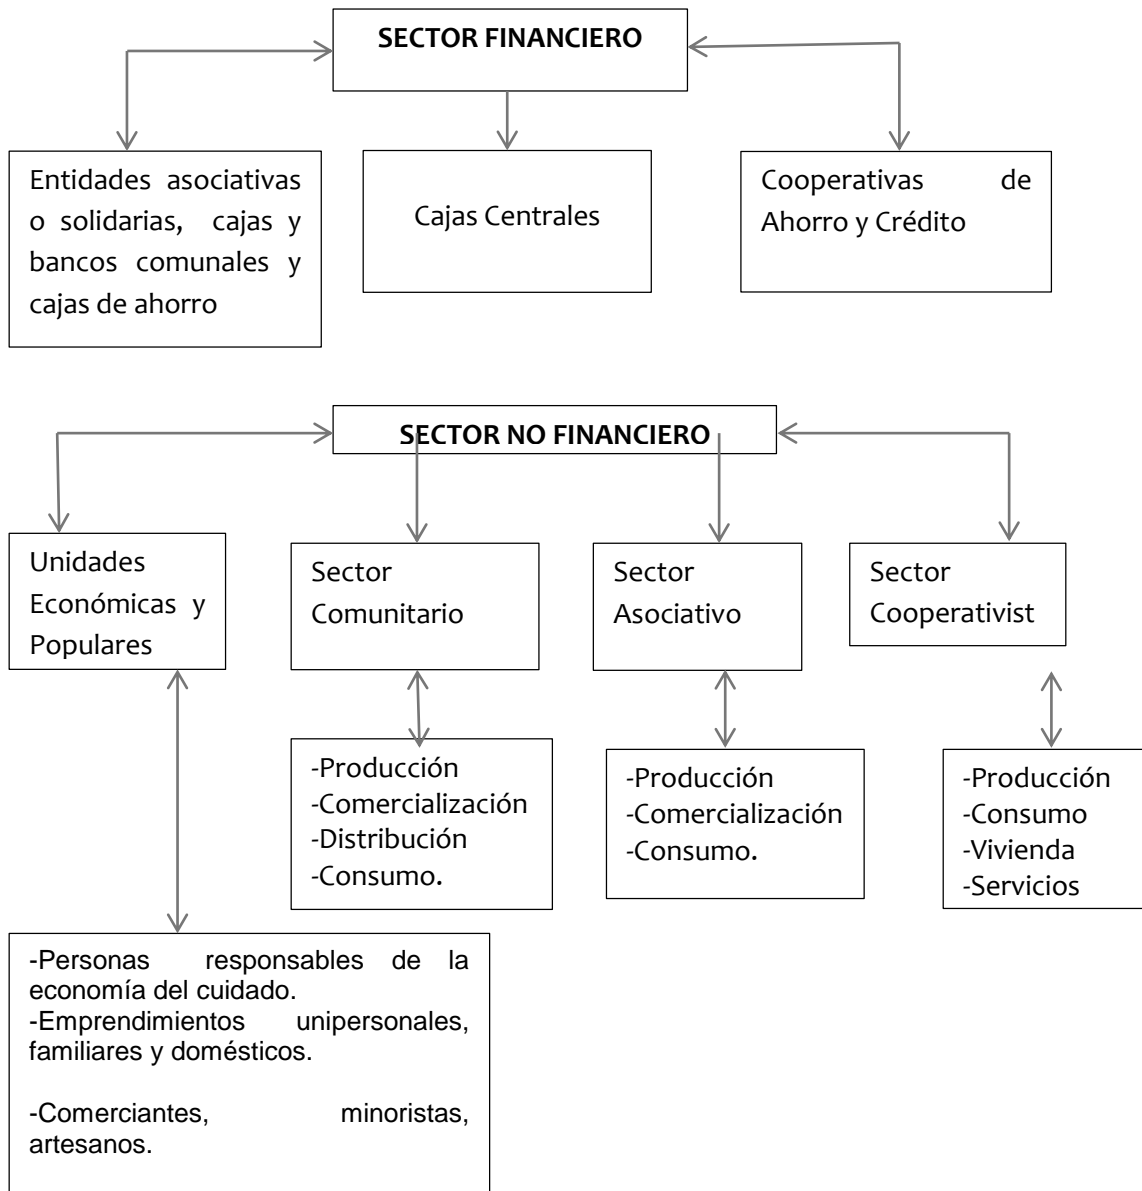 SECTOR FINANCIERO
Entidades asociativas
o solidarias, cajas y
bancos comunales y
cajas de ahorro
Cajas Centrales
Cooperativas de
Ahorro y Crédito
SECTOR NO FINANCIERO
Unidades
Económicas y
Populares
Sector
Comunitario
Sector
Asociativo
Sector
Cooperativist
-Producción
-Comercialización
-Distribución
-Consumo.
-Producción
-Comercialización
-Consumo.
-Producción
-Consumo
-Vivienda
-Servicios
-Personas responsables de la
economía del cuidado.
-Emprendimientos unipersonales,
familiares y domésticos.
-Comerciantes, minoristas,
artesanos.